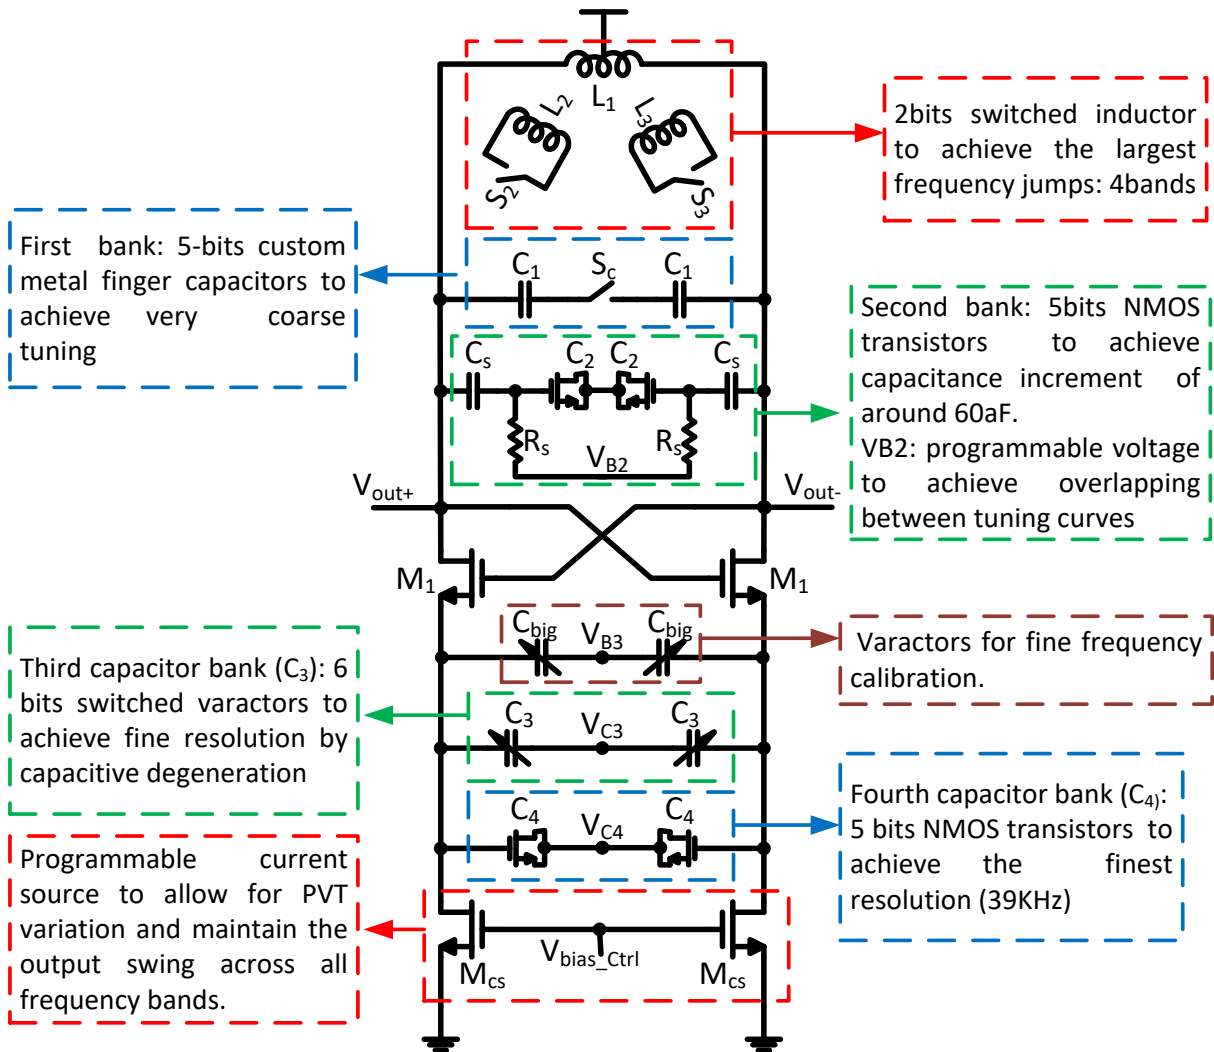 L1
L2
L3
S2
S3
2bits switched inductor
to achieve the largest
frequency jumps: 4bands
First bank: 5-bits custom
metal finger capacitors to
achieve very coarse
tuning
C1 Sc C1
Second bank: 5bits NMOS
transistors to achieve
capacitance increment of
around 60aF.
VB2: programmable voltage
to achieve overlapping
between tuning curves
Cs C2 C2 Cs
Rs VB2 Rs
Vout+ Vout-
M1 M1
Cbig VB3 Cbig
Varactors for fine frequency
calibration.
Third capacitor bank (C3): 6
bits switched varactors to
achieve fine resolution by
capacitive degeneration
C3 VC3 C3
C4 VC4 C4
Fourth capacitor bank (C4):
5 bits NMOS transistors to
achieve the finest
resolution (39KHz)
Programmable current
source to allow for PVT
variation and maintain the
output swing across all
frequency bands.
Mcs Vbias_Ctrl Mcs